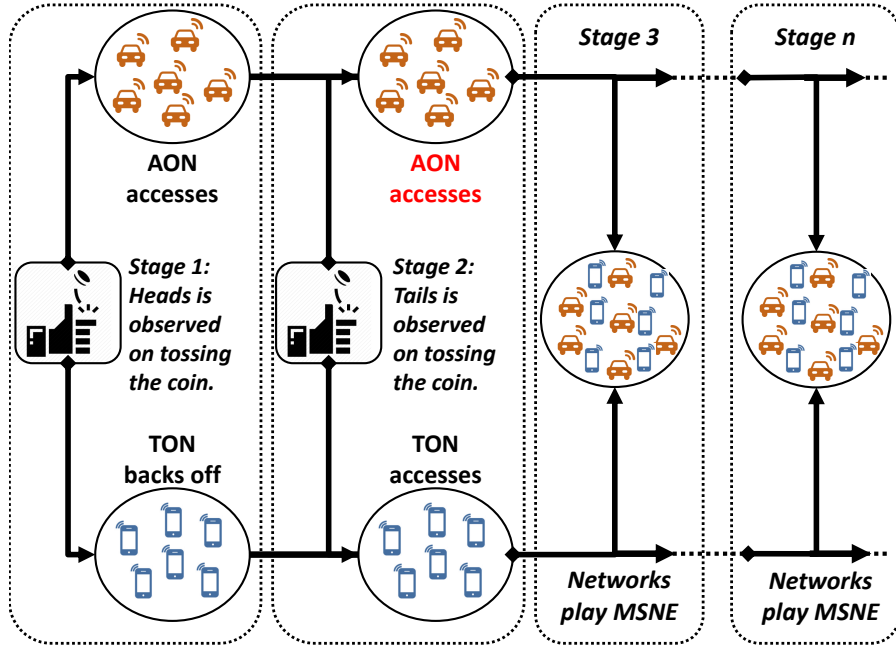 AON
accesses
Stage 1:
Heads is
observed
on tossing
the coin.
TON
backs off
AON
accesses
Stage 2:
Tails is
observed
on tossing
the coin.
TON
accesses
Stage 3
Networks
play MSNE
Stage n
Networks
play MSNE